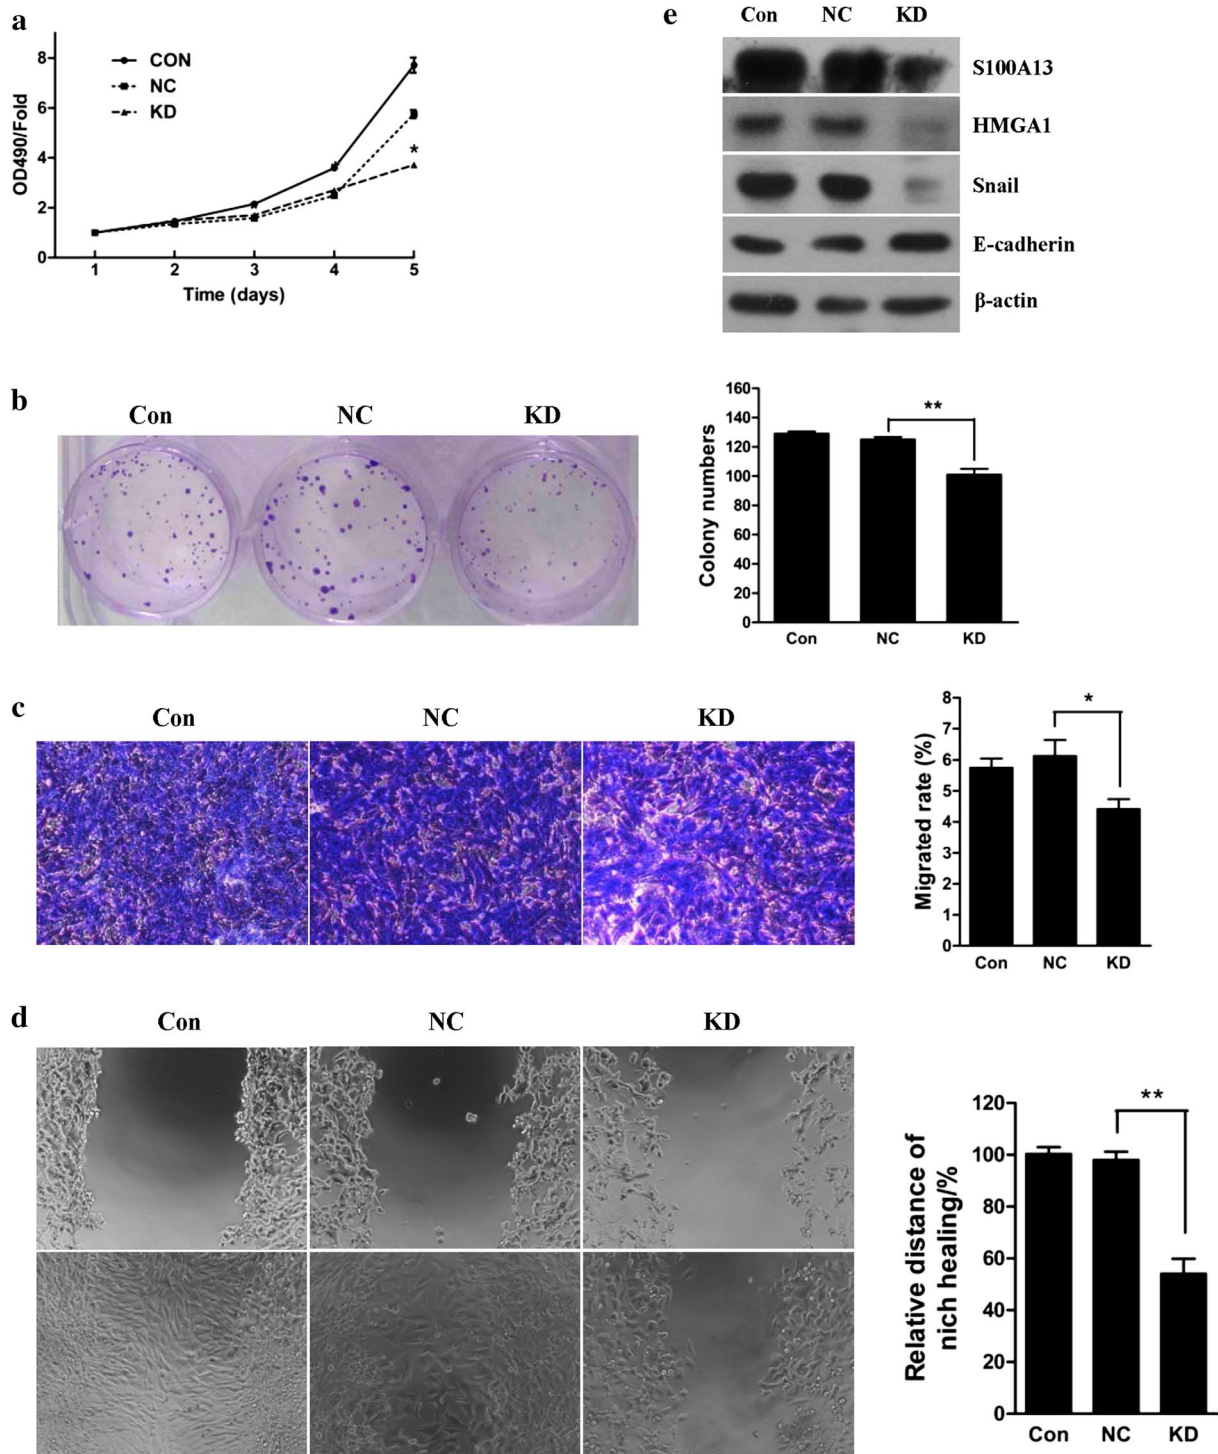 a
CON
NC
KD
OD490/Fold
8
6
4
2
0
*
*
*
1 2 3 4 5
Time (days)
e
Con NC KD
S100A13
HMGA1
Snail
E-cadherin
β-actin
b
Con NC KD
Colony numbers
160
140
120
100
80
60
40
20
0
**
Con NC KD
c
Con NC KD
Migrated rate (%)
8
7
6
5
4
3
2
1
0
*
Con NC KD
d
Con NC KD
Relative distance of
nich healing/%
120
100
80
60
40
20
0
**
Con NC KD